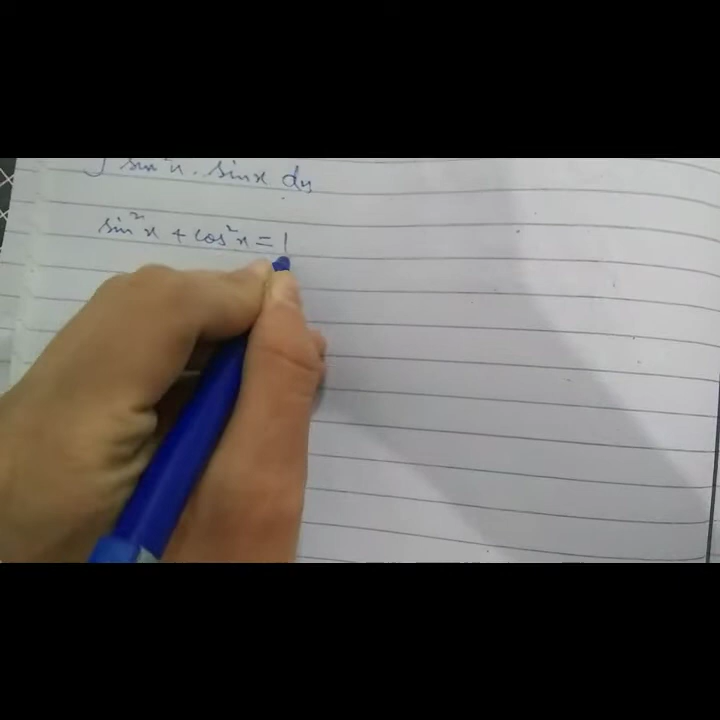 ∫ sin²x . sinx dx
sin²x + cos²x = 1